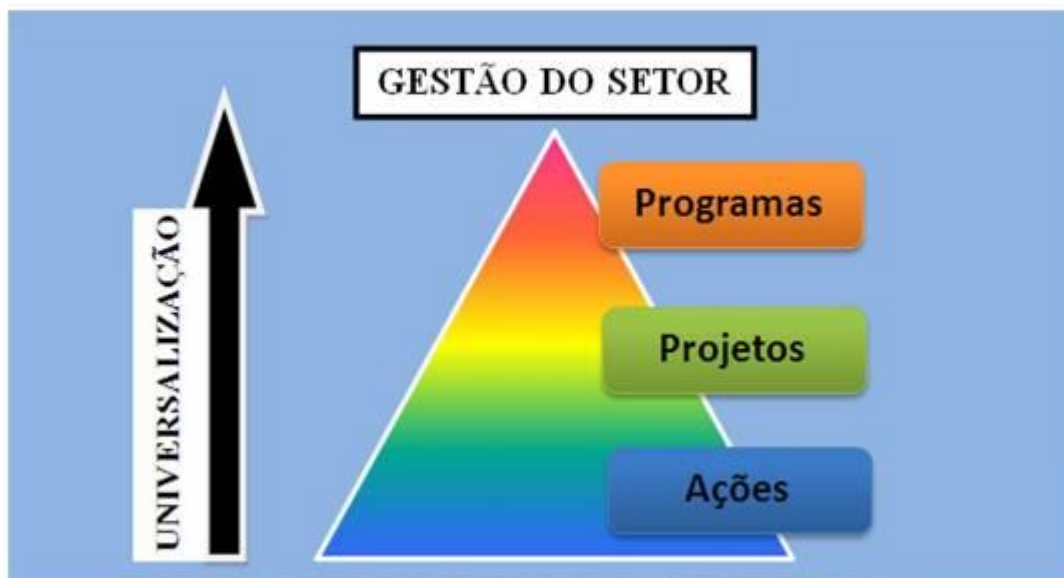 GESTÃO DO SETOR
UNIVERSALIZAÇÃO
Programas
Projetos
Ações